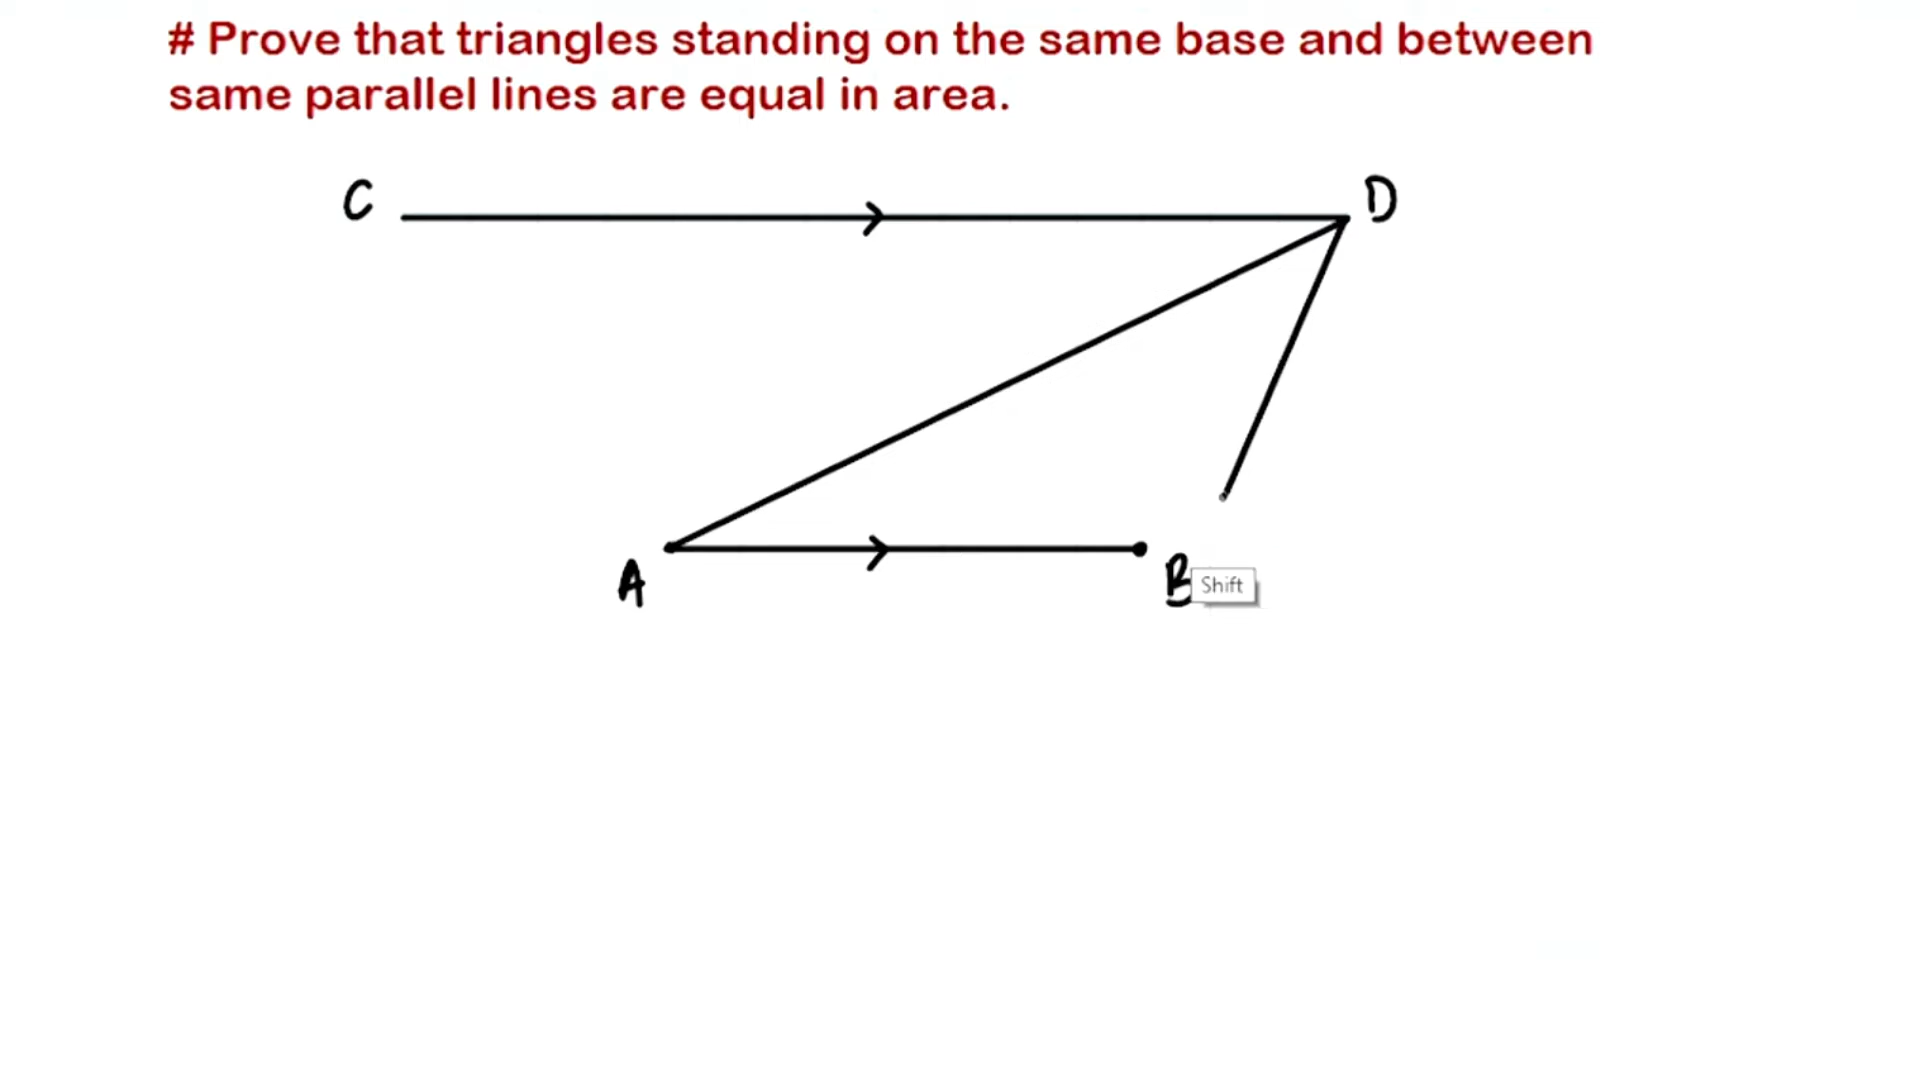 # Prove that triangles standing on the same base and between
same parallel lines are equal in area.
C
D
A
B
Shift